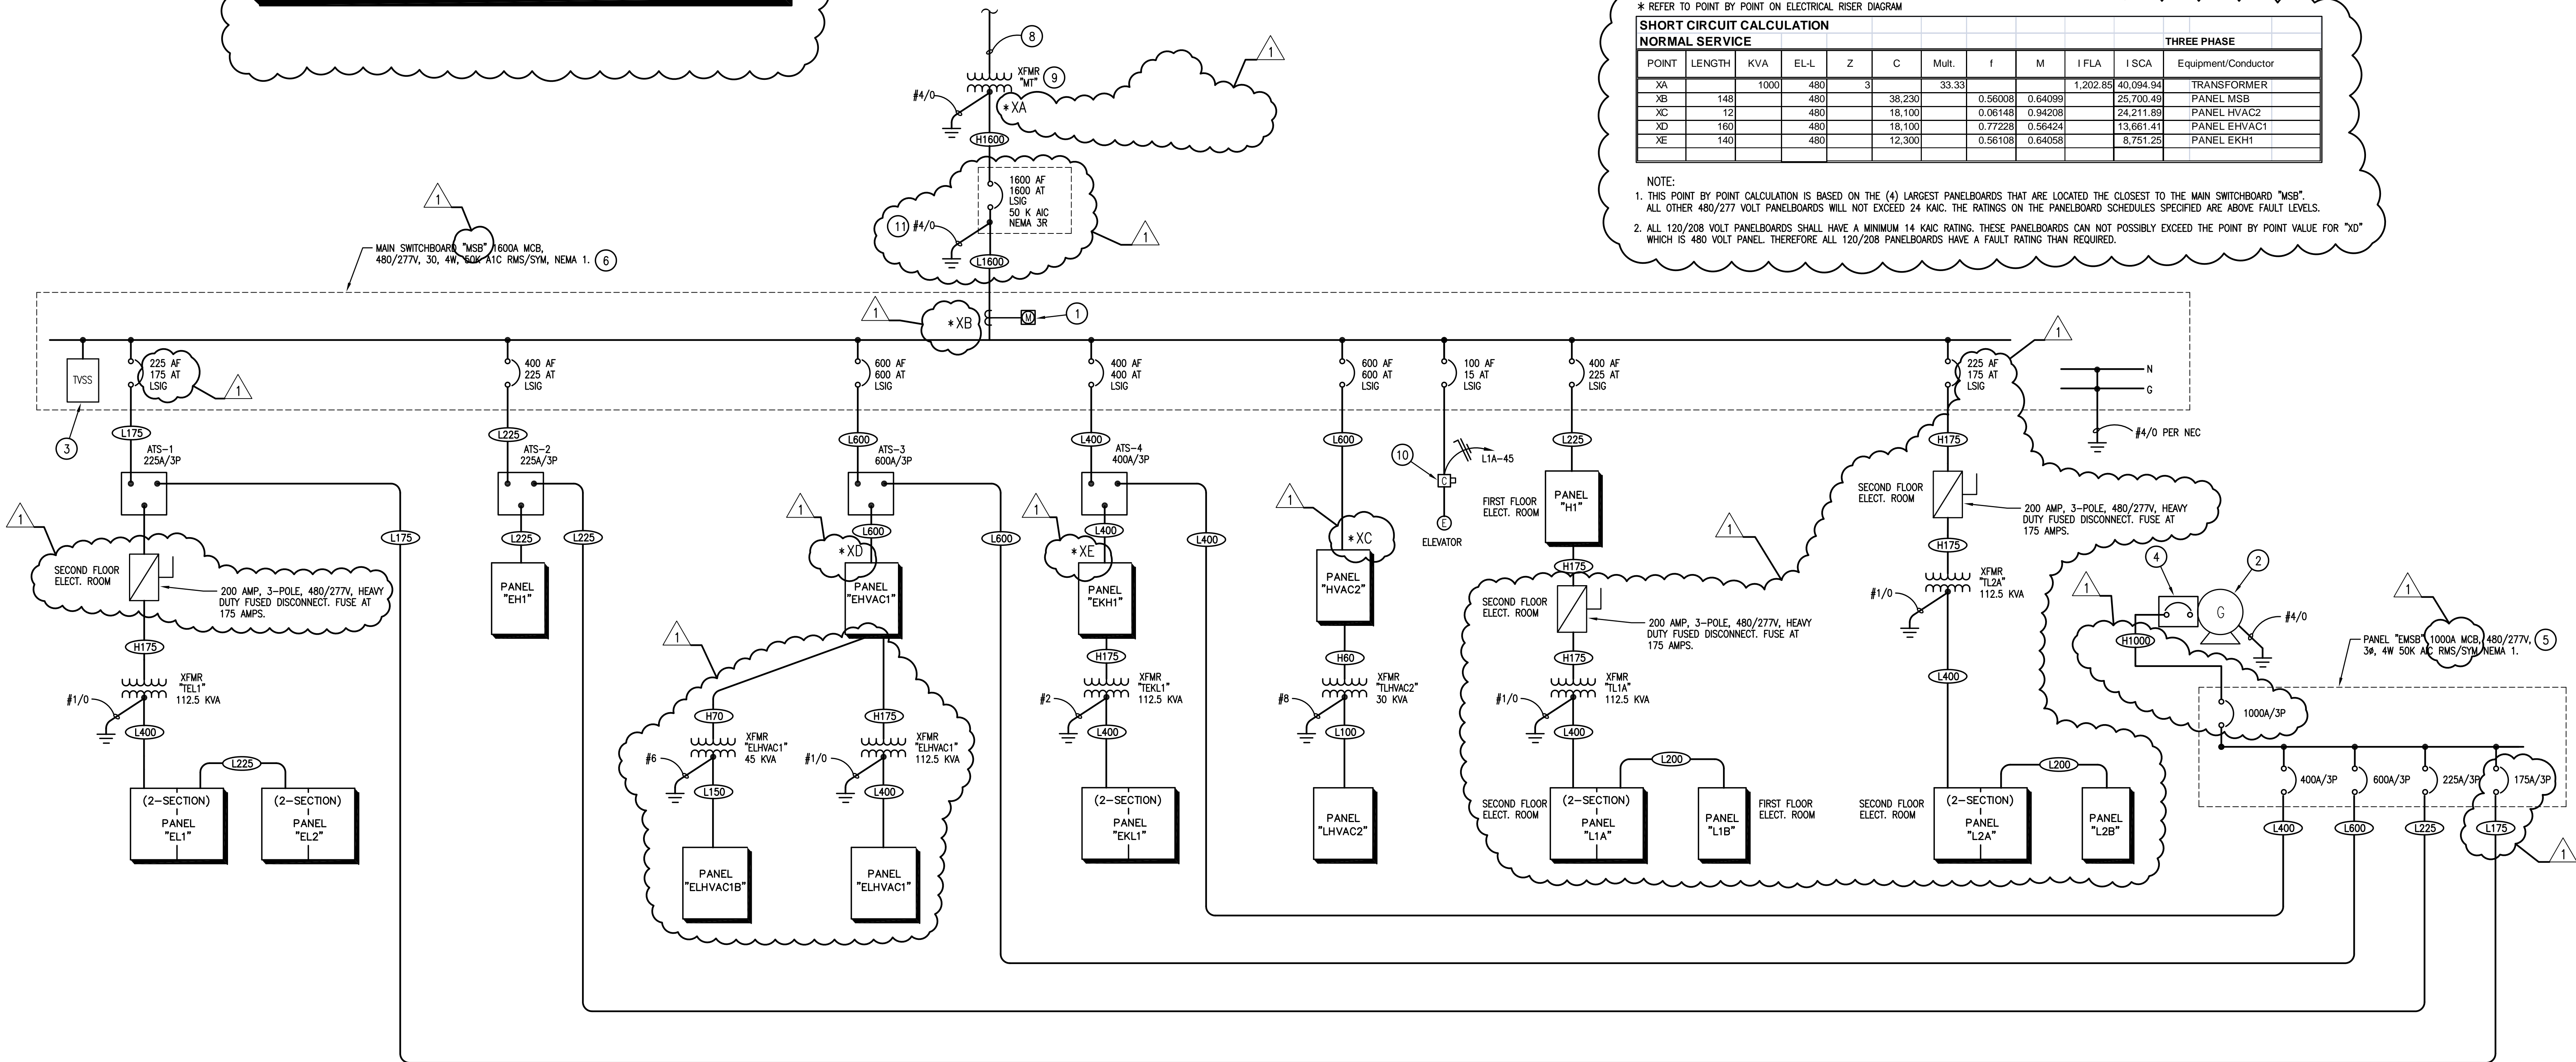 * REFER TO POINT BY POINT ON ELECTRICAL RISER DIAGRAM
SHORT CIRCUIT CALCULATION
NORMAL SERVICE THREE PHASE
POINT LENGTH KVA EL-L Z C Mult. f M I FLA I SCA Equipment/Conductor
XA 1000 480 3 33.33 1,202.85 40,094.94 TRANSFORMER
XB 148 480 38,230 0.56008 0.64099 25,700.49 PANEL MSB
XC 12 480 18,100 0.06148 0.94208 24,211.89 PANEL HVAC2
XD 160 480 18,100 0.77228 0.56424 13,661.41 PANEL EHVAC1
XE 140 480 12,300 0.56108 0.64058 8,751.25 PANEL EKH1
NOTE:
1. THIS POINT BY POINT CALCULATION IS BASED ON THE (4) LARGEST PANELBOARDS THAT ARE LOCATED THE CLOSEST TO THE MAIN SWITCHBOARD "MSB".
ALL OTHER 480/277 VOLT PANELBOARDS WILL NOT EXCEED 24 KAIC. THE RATINGS ON THE PANELBOARD SCHEDULES SPECIFIED ARE ABOVE FAULT LEVELS.
2. ALL 120/208 VOLT PANELBOARDS SHALL HAVE A MINIMUM 14 KAIC RATING. THESE PANELBOARDS CAN NOT POSSIBLY EXCEED THE POINT BY POINT VALUE FOR "XD"
WHICH IS 480 VOLT PANEL. THEREFORE ALL 120/208 PANELBOARDS HAVE A FAULT RATING THAN REQUIRED.
8
XFMR
"MT"
9
1
#4/0
*XA
H1600
1600 AF
1600 AT
LSIG
50 K AIC
NEMA 3R
11
#4/0
1
L1600
1
MAIN SWITCHBOARD "MSB" 1600A MCB,
480/277V, 30, 4W, 50K A1C RMS/SYM, NEMA 1.
6
1
*XB
M
1
TVSS
3
225 AF
175 AT
LSIG
1
400 AF
225 AT
LSIG
600 AF
600 AT
LSIG
400 AF
400 AT
LSIG
600 AF
600 AT
LSIG
100 AF
15 AT
LSIG
400 AF
225 AT
LSIG
225 AF
175 AT
LSIG
1
N
G
#4/0 PER NEC
L175
ATS-1
225A/3P
L225
ATS-2
225A/3P
L600
ATS-3
600A/3P
L400
ATS-4
400A/3P
L600
10
C
L1A-45
E
ELEVATOR
L225
FIRST FLOOR
ELECT. ROOM
PANEL
"H1"
H175
SECOND FLOOR
ELECT. ROOM
200 AMP, 3-POLE, 480/277V, HEAVY
DUTY FUSED DISCONNECT. FUSE AT
175 AMPS.
1
SECOND FLOOR
ELECT. ROOM
200 AMP, 3-POLE, 480/277V, HEAVY
DUTY FUSED DISCONNECT. FUSE AT
175 AMPS.
L175
H175
XFMR
"TEL1"
112.5 KVA
#1/0
L400
L225
(2-SECTION)
PANEL
"EL1"
(2-SECTION)
PANEL
"EL2"
L225
L225
PANEL
"EH1"
1
L600
*XD
PANEL
"EHVAC1"
L600
1
H70
H175
XFMR
"ELHVAC1"
45 KVA
#6
L150
PANEL
"ELHVAC1B"
XFMR
"ELHVAC1"
112.5 KVA
#1/0
L400
PANEL
"ELHVAC1"
1
L400
*XE
PANEL
"EKH1"
L400
H175
XFMR
"TEKL1"
112.5 KVA
#2
L400
(2-SECTION)
PANEL
"EKL1"
1
*XC
PANEL
"HVAC2"
H60
XFMR
"TLHVAC2"
30 KVA
#8
L100
PANEL
"LHVAC2"
1
H175
SECOND FLOOR
ELECT. ROOM
200 AMP, 3-POLE, 480/277V, HEAVY
DUTY FUSED DISCONNECT. FUSE AT
175 AMPS.
H175
XFMR
"TL1A"
112.5 KVA
#1/0
L400
L200
SECOND FLOOR
ELECT. ROOM
(2-SECTION)
PANEL
"L1A"
PANEL
"L1B"
FIRST FLOOR
ELECT. ROOM
H175
XFMR
"TL2A"
112.5 KVA
#1/0
L400
L200
SECOND FLOOR
ELECT. ROOM
(2-SECTION)
PANEL
"L2A"
PANEL
"L2B"
4
2
1
G
#4/0
H1000
1
PANEL "EMSB" 1000A MCB, 480/277V,
3ø, 4W 50K AIC RMS/SYM NEMA 1.
5
1000A/3P
400A/3P
600A/3P
225A/3P
175A/3P
L400
L600
L225
L175
1